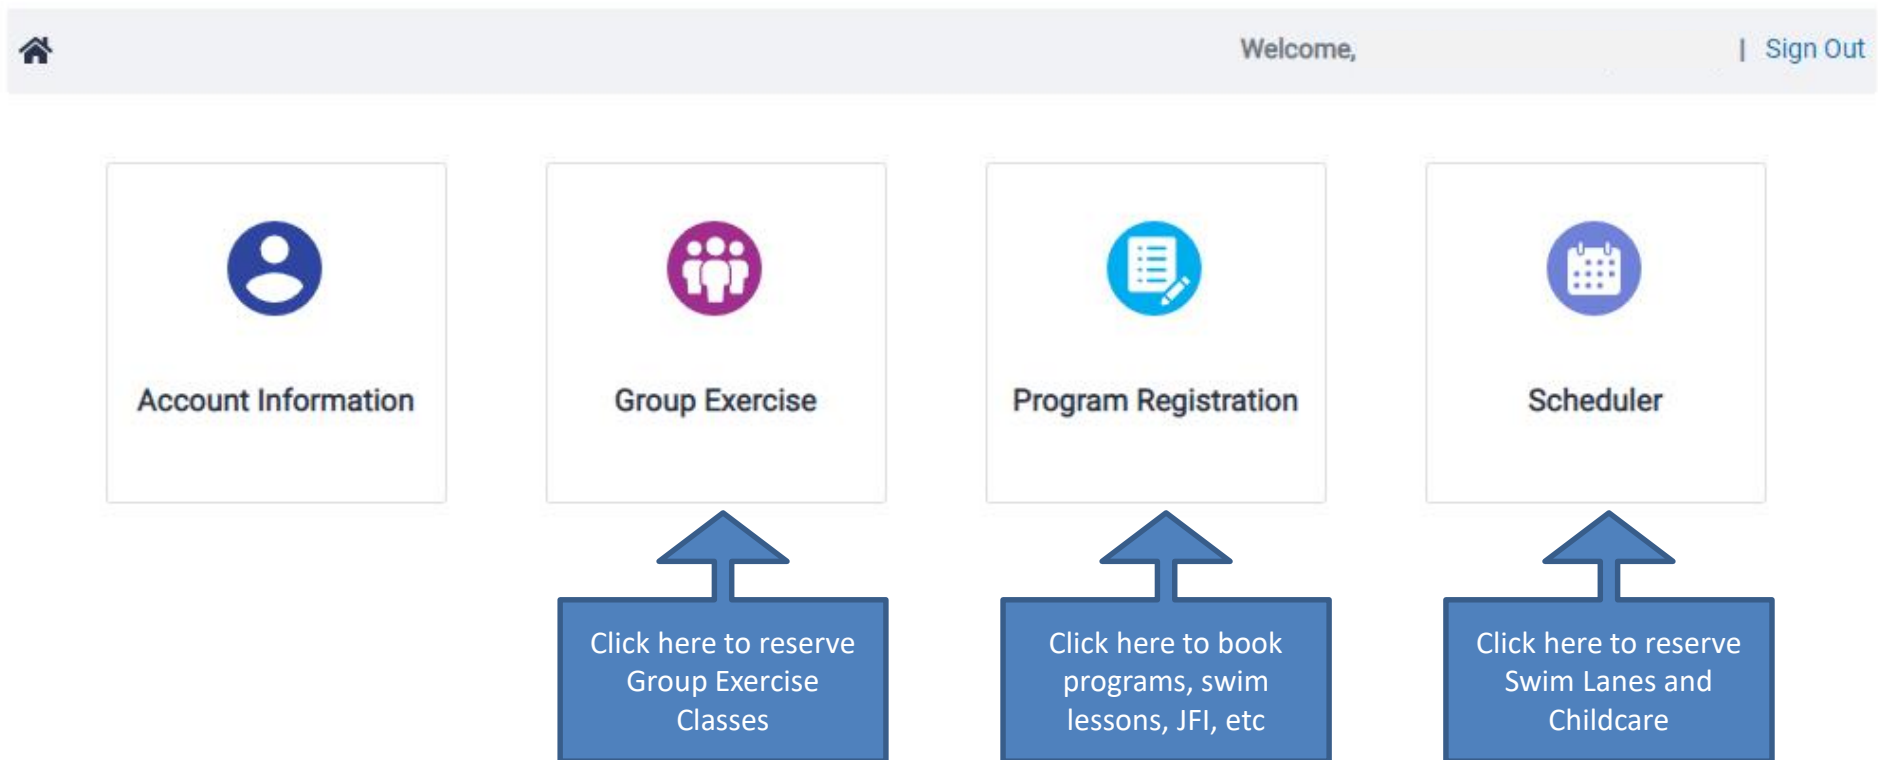 Welcome, | Sign Out
Account Information
Group Exercise
Program Registration
Scheduler
Click here to reserve
Group Exercise
Classes
Click here to book
programs, swim
lessons, JFI, etc
Click here to reserve
Swim Lanes and
Childcare